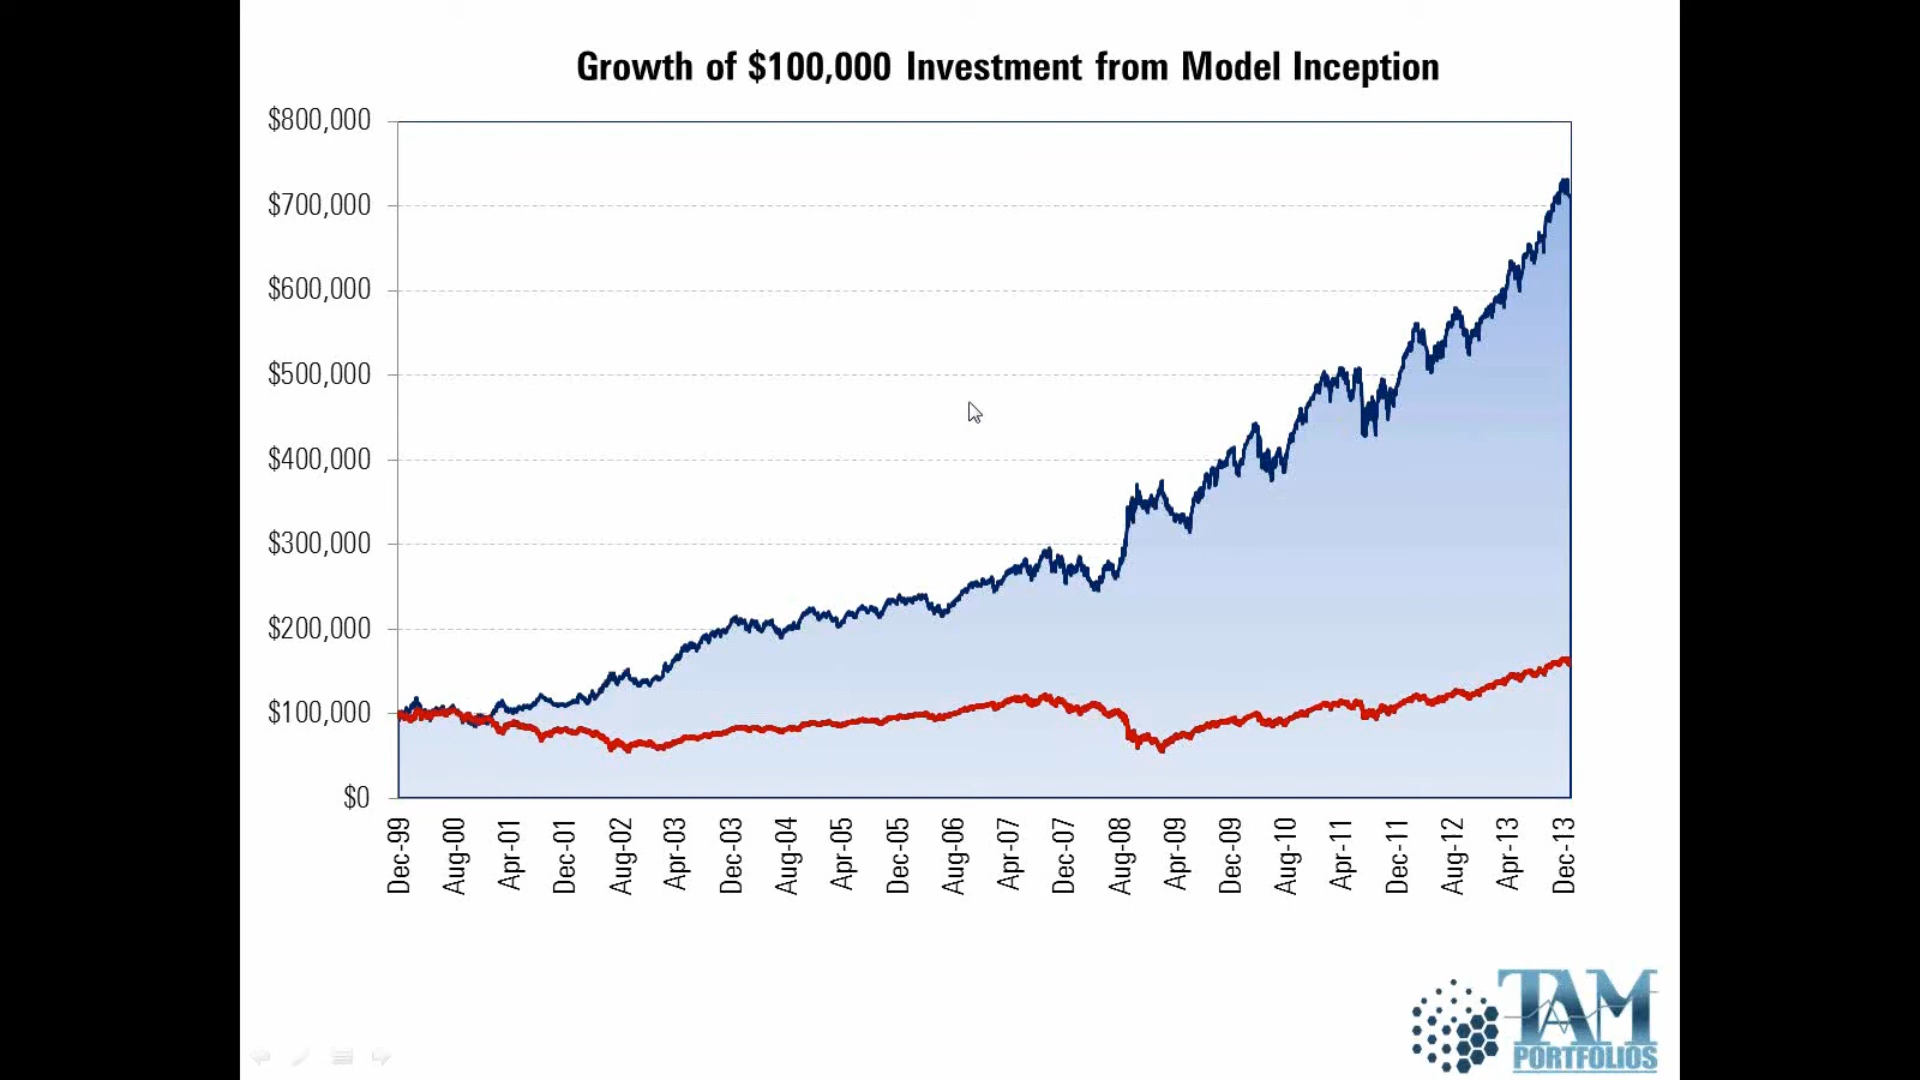 Growth of $100,000 Investment from Model Inception
$800,000
$700,000
$600,000
$500,000
$400,000
$300,000
$200,000
$100,000
$0
Dec-99
Aug-00
Apr-01
Dec-01
Aug-02
Apr-03
Dec-03
Aug-04
Apr-05
Dec-05
Aug-06
Apr-07
Dec-07
Aug-08
Apr-09
Dec-09
Aug-10
Apr-11
Dec-11
Aug-12
Apr-13
Dec-13
TAM
PORTFOLIOS